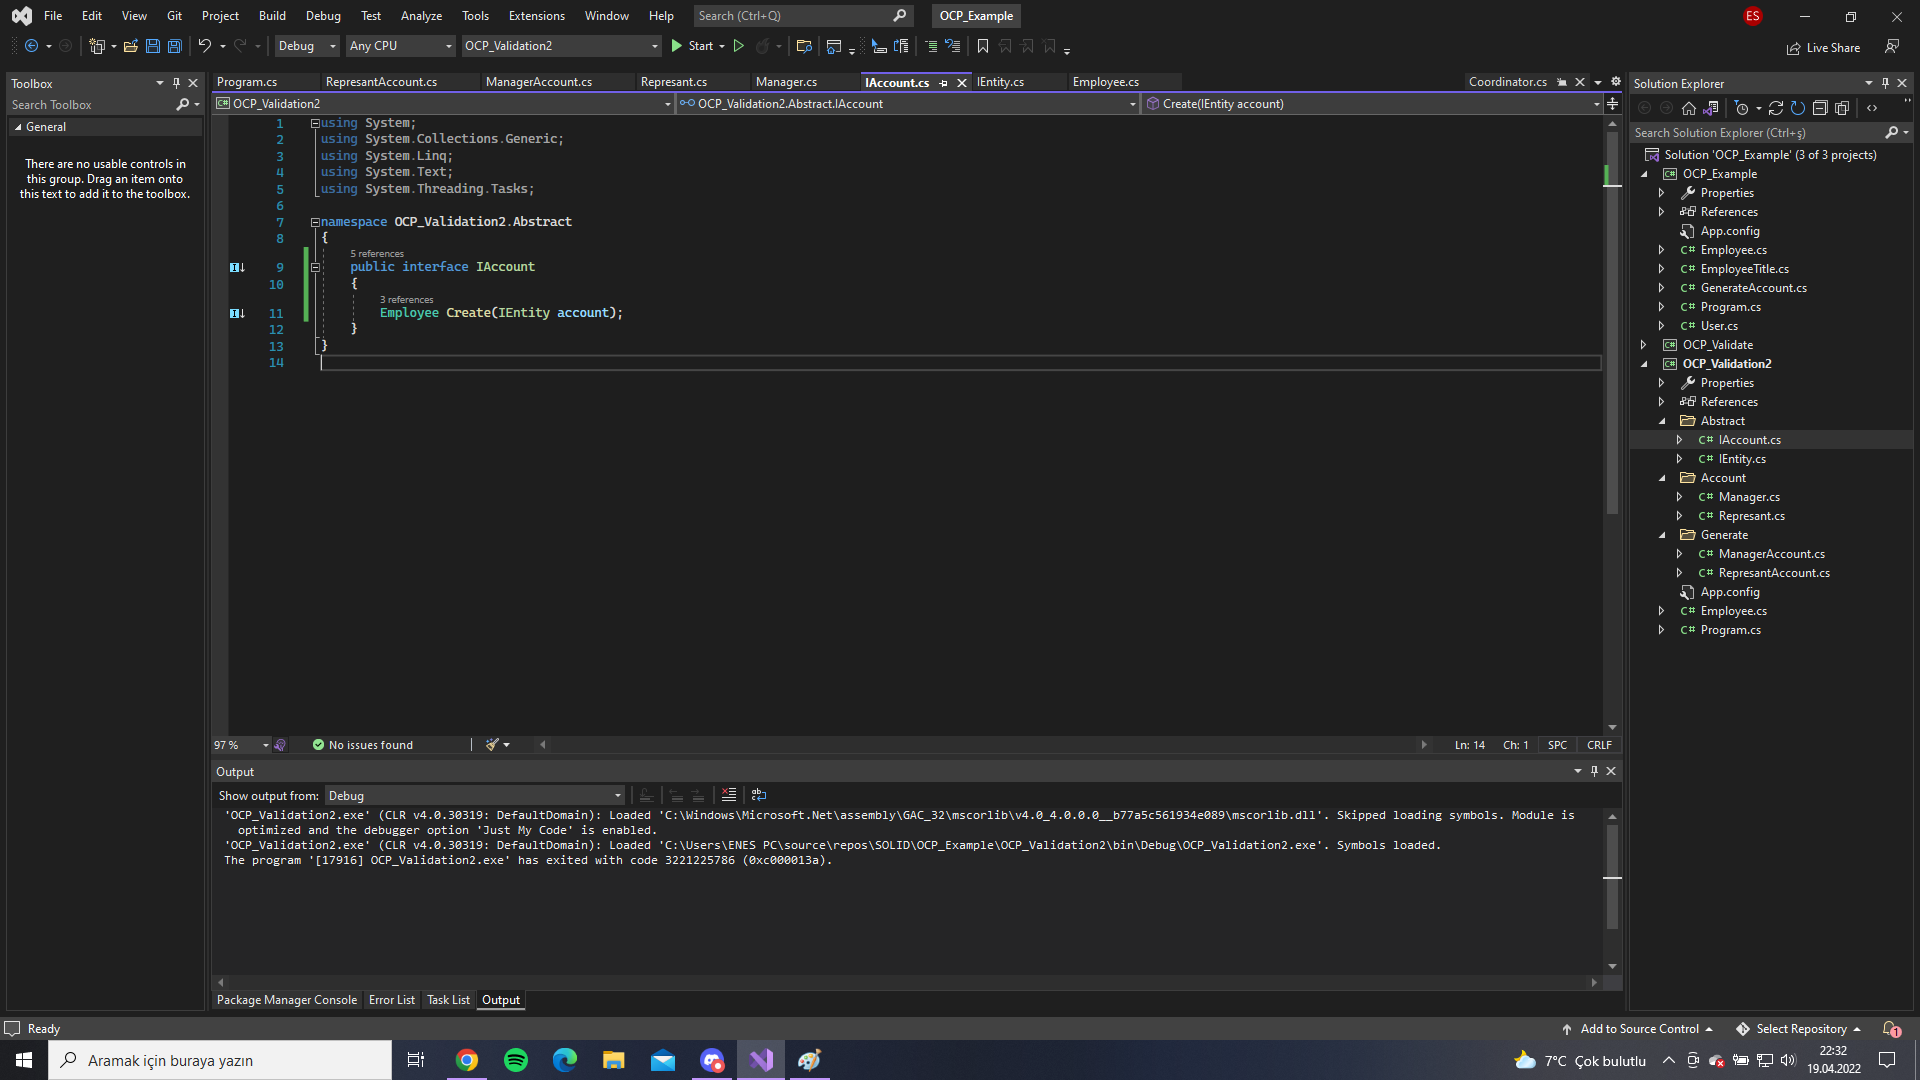 File Edit View Git Project Build Debug Test Analyze Tools Extensions Window Help Search (Ctrl+Q) OCP_Example ES
Debug Any CPU OCP_Validation2 Start Live Share
Toolbox
Search Toolbox
General
There are no usable controls in
this group. Drag an item onto
this text to add it to the toolbox.
Program.cs RepresantAccount.cs ManagerAccount.cs Represant.cs Manager.cs IAccount.cs IEntity.cs Employee.cs Coordinator.cs
OCP_Validation2 OCP_Validation2.Abstract.IAccount Create(IEntity account)
1 using System;
2 using System.Collections.Generic;
3 using System.Linq;
4 using System.Text;
5 using System.Threading.Tasks;
6
7 namespace OCP_Validation2.Abstract
8 {
5 references
9 public interface IAccount
10 {
3 references
11 Employee Create(IEntity account);
12 }
13 }
14
97 % No issues found Ln: 14 Ch: 1 SPC CRLF
Output
Show output from: Debug
'OCP_Validation2.exe' (CLR v4.0.30319: DefaultDomain): Loaded 'C:\Windows\Microsoft.Net\assembly\GAC_32\mscorlib\v4.0_4.0.0.0__b77a5c561934e089\mscorlib.dll'. Skipped loading symbols. Module is
optimized and the debugger option 'Just My Code' is enabled.
'OCP_Validation2.exe' (CLR v4.0.30319: DefaultDomain): Loaded 'C:\Users\ENES PC\source\repos\SOLID\OCP_Example\OCP_Validation2\bin\Debug\OCP_Validation2.exe'. Symbols loaded.
The program '[17916] OCP_Validation2.exe' has exited with code 3221225786 (0xc000013a).
Package Manager Console Error List Task List Output
Solution Explorer
Search Solution Explorer (Ctrl+ş)
Solution 'OCP_Example' (3 of 3 projects)
C# OCP_Example
Properties
References
App.config
C# Employee.cs
C# EmployeeTitle.cs
C# GenerateAccount.cs
C# Program.cs
C# User.cs
C# OCP_Validate
C# OCP_Validation2
Properties
References
Abstract
C# IAccount.cs
C# IEntity.cs
Account
C# Manager.cs
C# Represant.cs
Generate
C# ManagerAccount.cs
C# RepresantAccount.cs
App.config
C# Employee.cs
C# Program.cs
Ready Add to Source Control Select Repository 1
Aramak için buraya yazın 7°C Çok bulutlu 22:32
19.04.2022